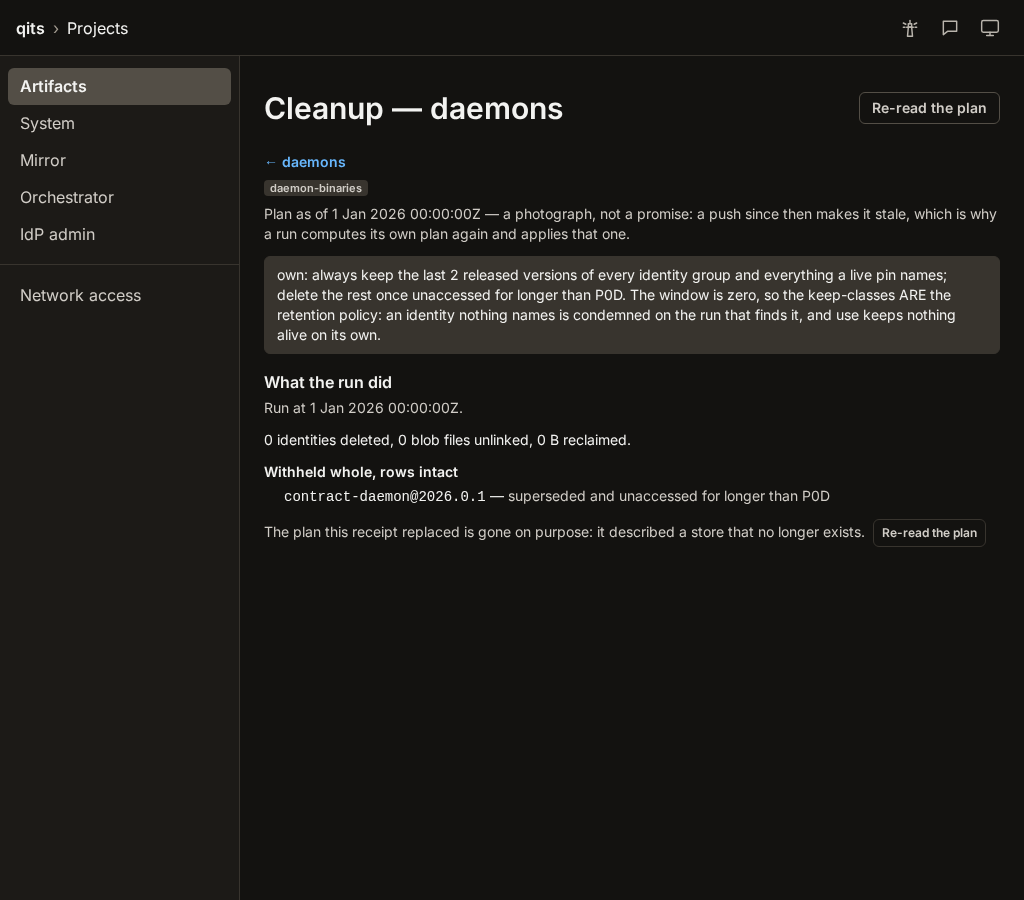 qits › Projects
Artifacts
System
Mirror
Orchestrator
IdP admin
Network access
Cleanup — daemons
Re-read the plan
← daemons
daemon-binaries
Plan as of 1 Jan 2026 00:00:00Z — a photograph, not a promise: a push since then makes it stale, which is why
a run computes its own plan again and applies that one.
own: always keep the last 2 released versions of every identity group and everything a live pin names;
delete the rest once unaccessed for longer than P0D. The window is zero, so the keep-classes ARE the
retention policy: an identity nothing names is condemned on the run that finds it, and use keeps nothing
alive on its own.
What the run did
Run at 1 Jan 2026 00:00:00Z.
0 identities deleted, 0 blob files unlinked, 0 B reclaimed.
Withheld whole, rows intact
contract-daemon@2026.0.1 — superseded and unaccessed for longer than P0D
The plan this receipt replaced is gone on purpose: it described a store that no longer exists. Re-read the plan